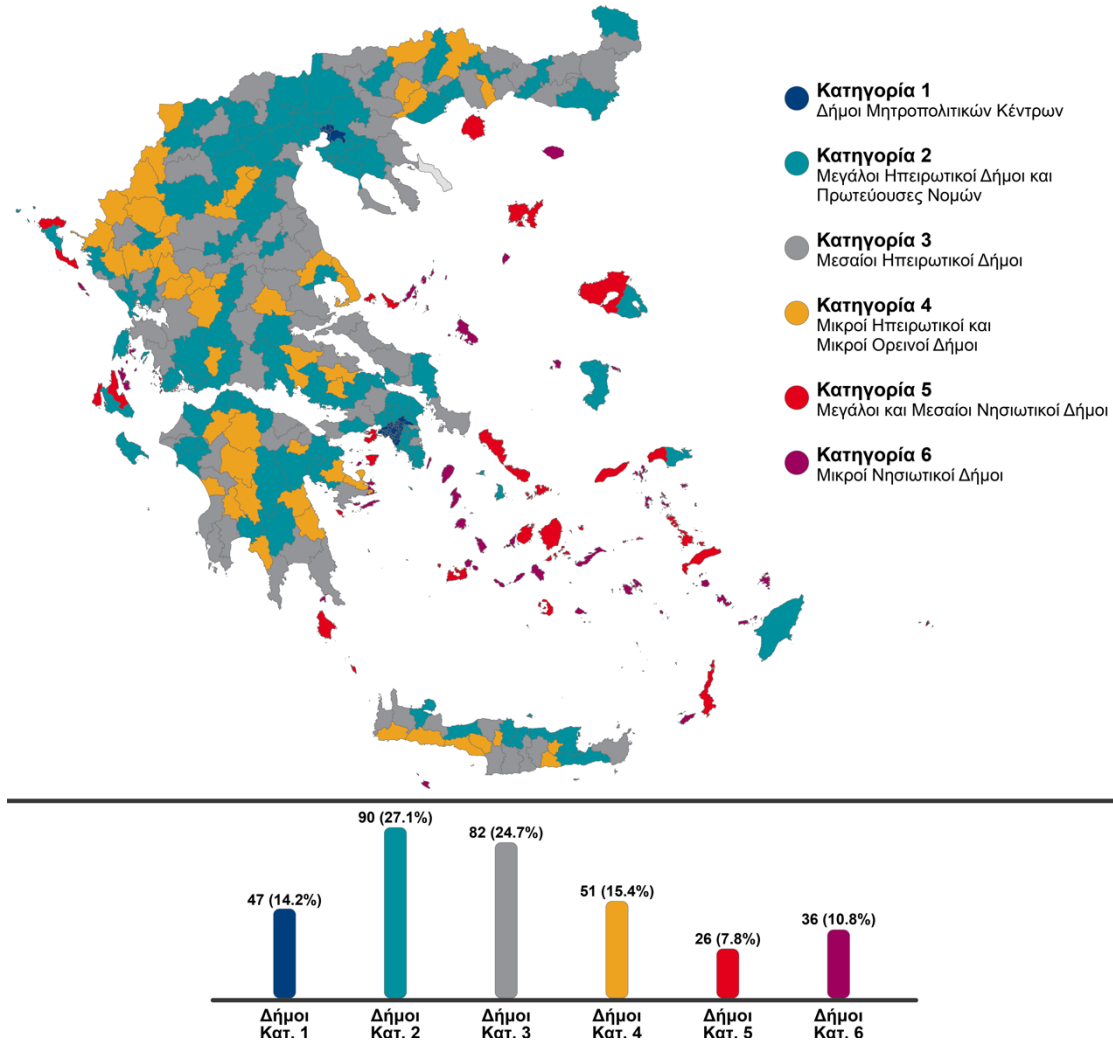 Κατηγορία 1
Δήμοι Μητροπολιτικών Κέντρων
Κατηγορία 2
Μεγάλοι Ηπειρωτικοί Δήμοι και
Πρωτεύουσες Νομών
Κατηγορία 3
Μεσαίοι Ηπειρωτικοί Δήμοι
Κατηγορία 4
Μικροί Ηπειρωτικοί και
Μικροί Ορεινοί Δήμοι
Κατηγορία 5
Μεγάλοι και Μεσαίοι Νησιωτικοί Δήμοι
Κατηγορία 6
Μικροί Νησιωτικοί Δήμοι
47 (14.2%)
90 (27.1%)
82 (24.7%)
51 (15.4%)
26 (7.8%)
36 (10.8%)
Δήμοι
Κατ. 1
Δήμοι
Κατ. 2
Δήμοι
Κατ. 3
Δήμοι
Κατ. 4
Δήμοι
Κατ. 5
Δήμοι
Κατ. 6